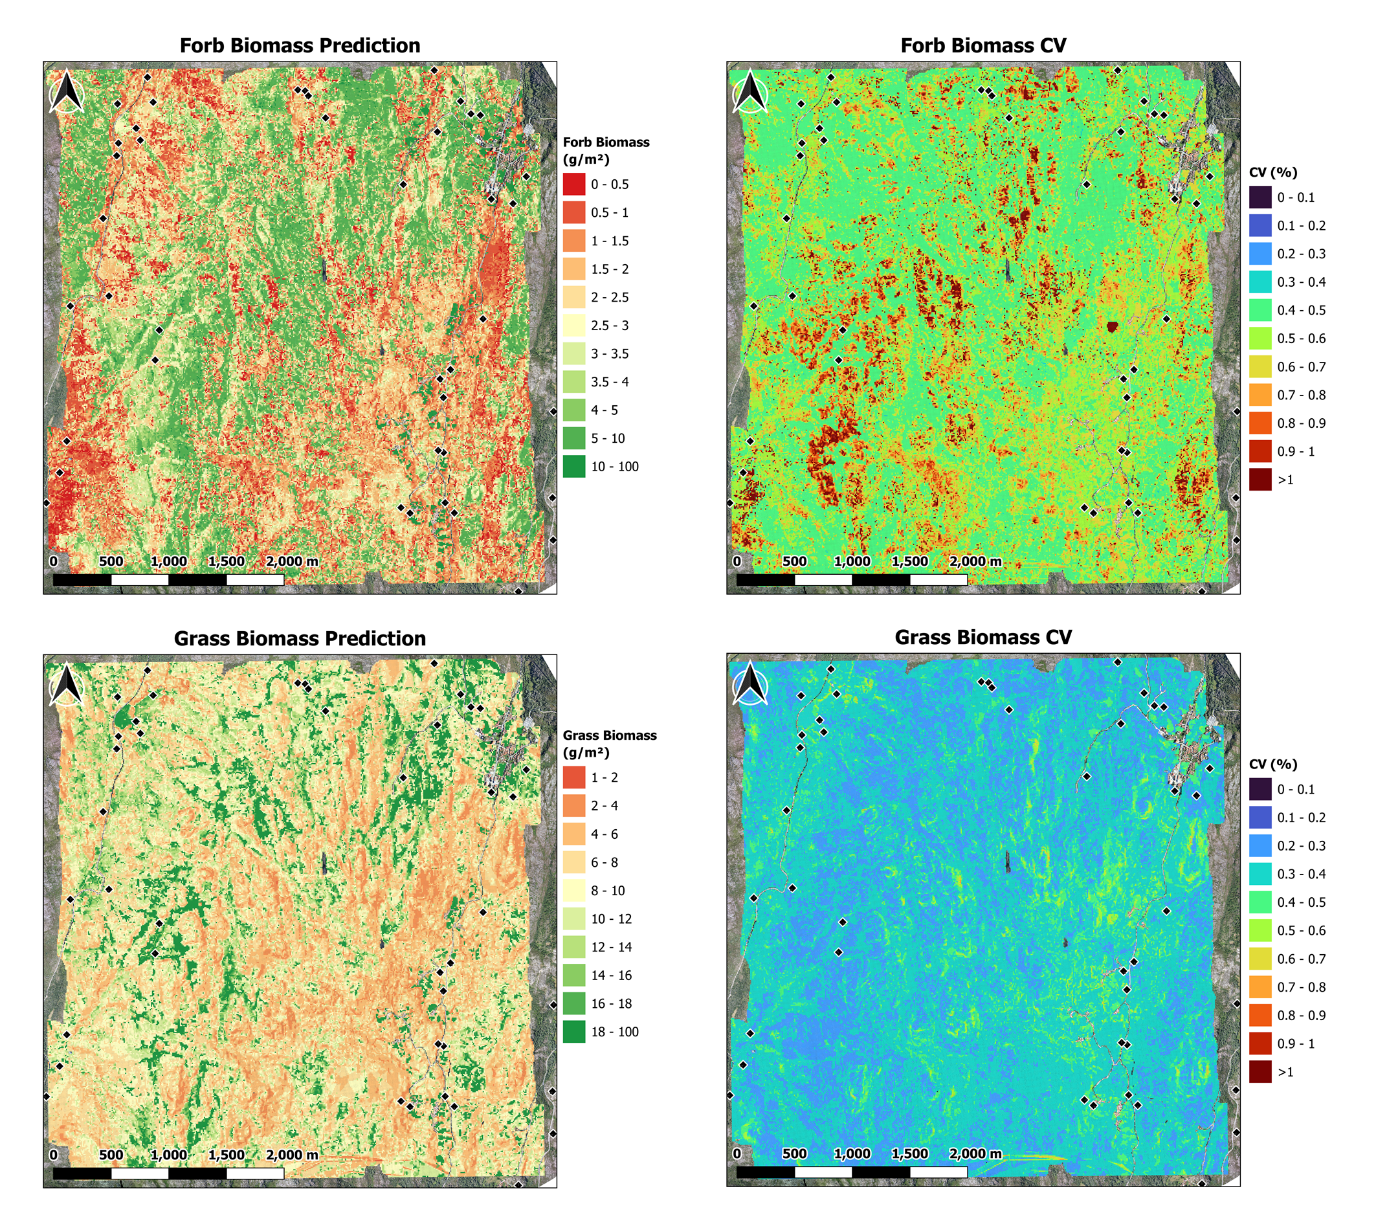 Forb Biomass Prediction
Forb Biomass
(g/m²)
0 - 0.5
0.5 - 1
1 - 1.5
1.5 - 2
2 - 2.5
2.5 - 3
3 - 3.5
3.5 - 4
4 - 5
5 - 10
10 - 100
0 500 1,000 1,500 2,000 m
Forb Biomass CV
CV (%)
0 - 0.1
0.1 - 0.2
0.2 - 0.3
0.3 - 0.4
0.4 - 0.5
0.5 - 0.6
0.6 - 0.7
0.7 - 0.8
0.8 - 0.9
0.9 - 1
>1
0 500 1,000 1,500 2,000 m
Grass Biomass Prediction
Grass Biomass
(g/m²)
1 - 2
2 - 4
4 - 6
6 - 8
8 - 10
10 - 12
12 - 14
14 - 16
16 - 18
18 - 100
0 500 1,000 1,500 2,000 m
Grass Biomass CV
CV (%)
0 - 0.1
0.1 - 0.2
0.2 - 0.3
0.3 - 0.4
0.4 - 0.5
0.5 - 0.6
0.6 - 0.7
0.7 - 0.8
0.8 - 0.9
0.9 - 1
>1
0 500 1,000 1,500 2,000 m